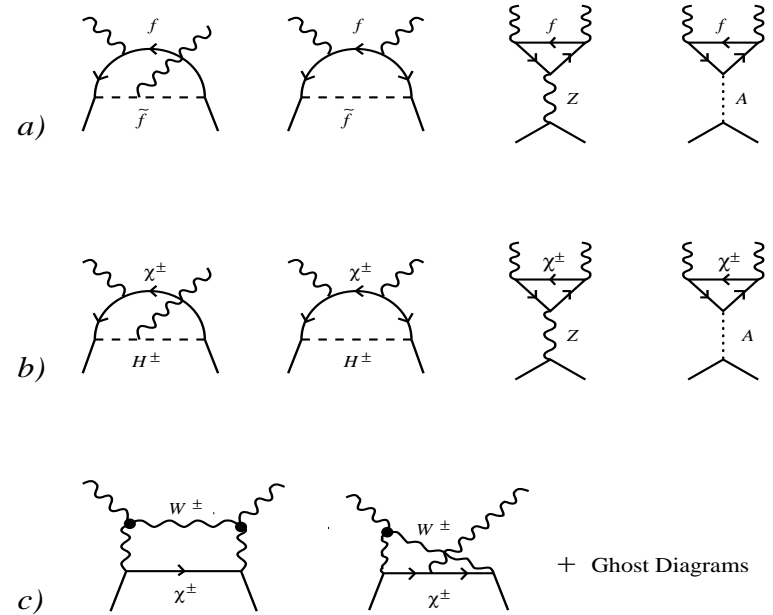 f f f f
a) f̃ f̃ Z A
χ± χ± χ± χ±
b) H± H± Z A
W± W±
c) χ± χ± + Ghost Diagrams